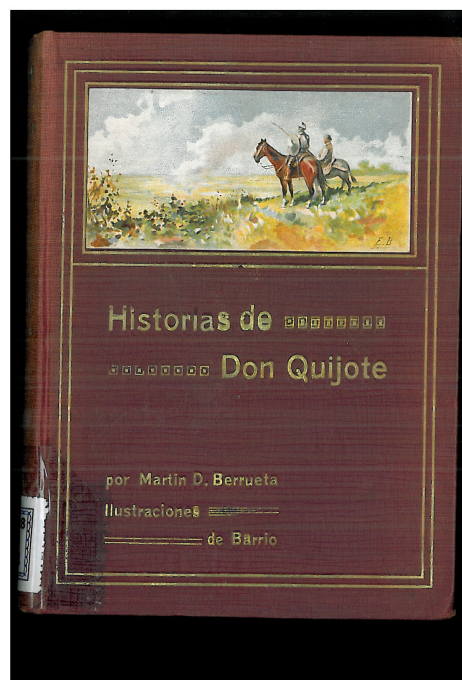 E. B
Historias de
Don Quijote
por Martin D. Berrueta
Ilustraciones
de Barrio